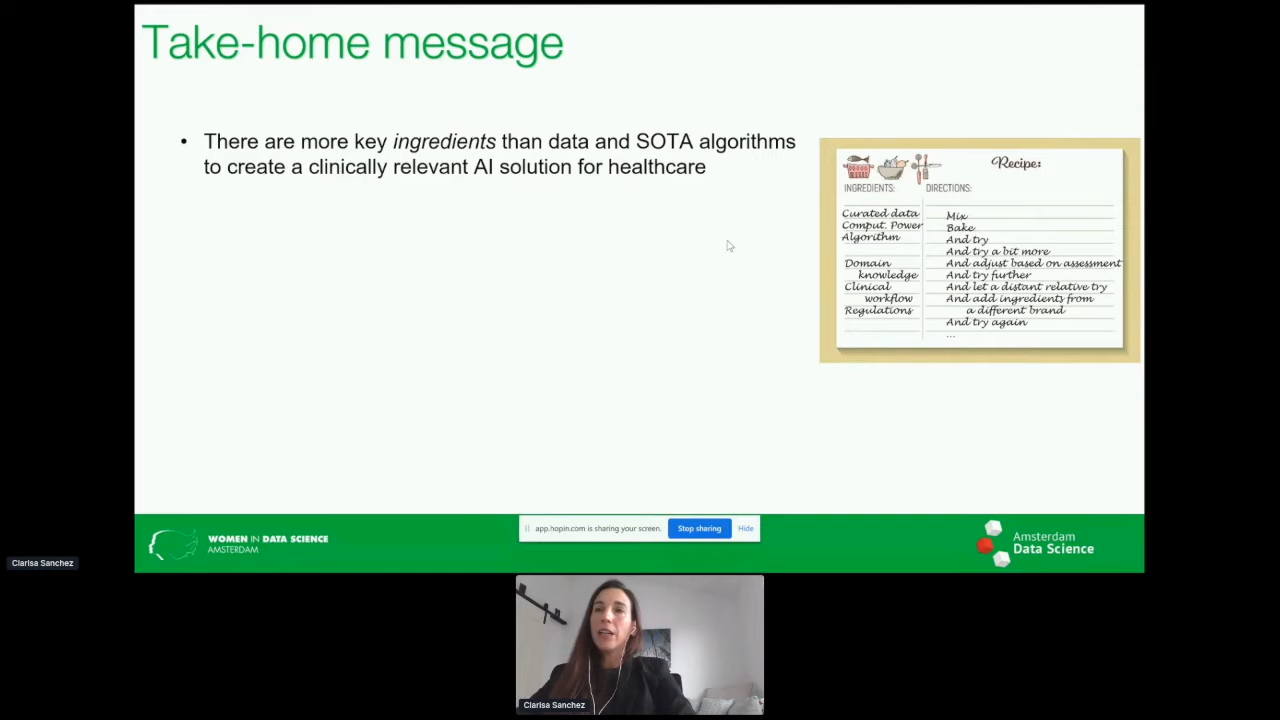 Take-home message
• There are more key ingredients than data and SOTA algorithms
to create a clinically relevant AI solution for healthcare
Recipe:
INGREDIENTS:
DIRECTIONS:
Curated data
Comput. Power
Algorithm
Domain
knowledge
Clinical
workflow
Regulations
Mix
Bake
And try
And try a bit more
And adjust based on assessment
And try further
And let a distant relative try
And add ingredients from
a different brand
And try again
...
WOMEN IN DATA SCIENCE
AMSTERDAM
app.hopin.com is sharing your screen.
Stop sharing
Hide
Amsterdam
Data Science
Clarisa Sanchez
Clarisa Sanchez